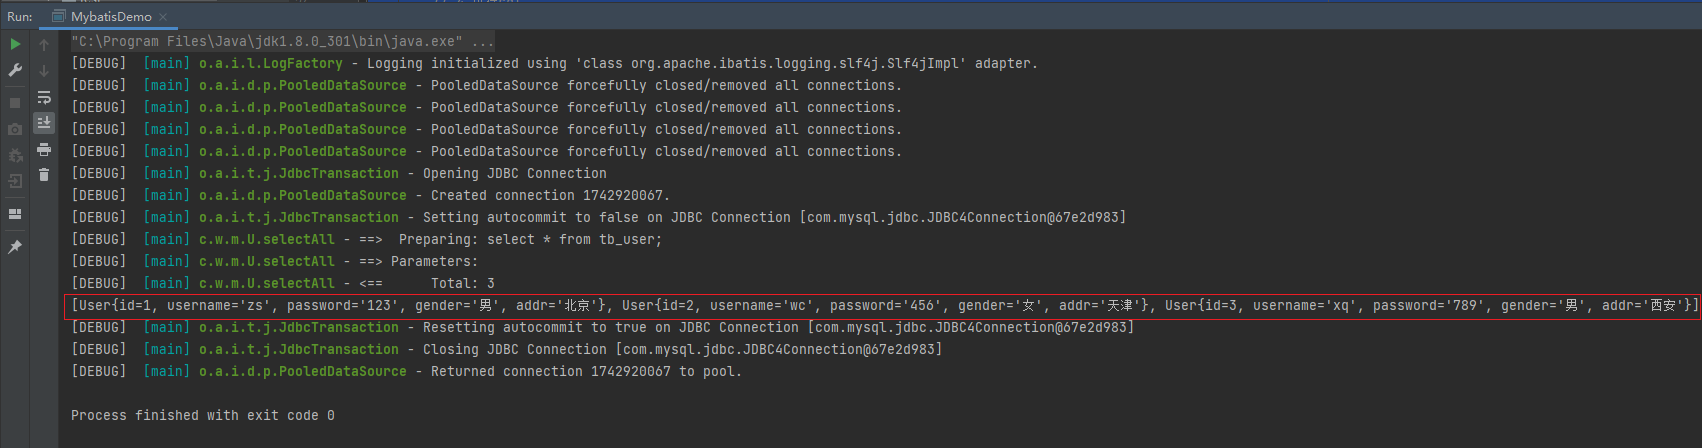 Run: MybatisDemo ×
"C:\Program Files\Java\jdk1.8.0_301\bin\java.exe" ...
[DEBUG]  [main] o.a.i.l.LogFactory - Logging initialized using 'class org.apache.ibatis.logging.slf4j.Slf4jImpl' adapter.
[DEBUG]  [main] o.a.i.d.p.PooledDataSource - PooledDataSource forcefully closed/removed all connections.
[DEBUG]  [main] o.a.i.d.p.PooledDataSource - PooledDataSource forcefully closed/removed all connections.
[DEBUG]  [main] o.a.i.d.p.PooledDataSource - PooledDataSource forcefully closed/removed all connections.
[DEBUG]  [main] o.a.i.d.p.PooledDataSource - PooledDataSource forcefully closed/removed all connections.
[DEBUG]  [main] o.a.i.t.j.JdbcTransaction - Opening JDBC Connection
[DEBUG]  [main] o.a.i.d.p.PooledDataSource - Created connection 1742920067.
[DEBUG]  [main] o.a.i.t.j.JdbcTransaction - Setting autocommit to false on JDBC Connection [com.mysql.jdbc.JDBC4Connection@67e2d983]
[DEBUG]  [main] c.w.m.U.selectAll - ==>  Preparing: select * from tb_user;
[DEBUG]  [main] c.w.m.U.selectAll - ==> Parameters:
[DEBUG]  [main] c.w.m.U.selectAll - <==      Total: 3
[User{id=1, username='zs', password='123', gender='男', addr='北京'}, User{id=2, username='wc', password='456', gender='女', addr='天津'}, User{id=3, username='xq', password='789', gender='男', addr='西安'}]
[DEBUG]  [main] o.a.i.t.j.JdbcTransaction - Resetting autocommit to true on JDBC Connection [com.mysql.jdbc.JDBC4Connection@67e2d983]
[DEBUG]  [main] o.a.i.t.j.JdbcTransaction - Closing JDBC Connection [com.mysql.jdbc.JDBC4Connection@67e2d983]
[DEBUG]  [main] o.a.i.d.p.PooledDataSource - Returned connection 1742920067 to pool.
Process finished with exit code 0